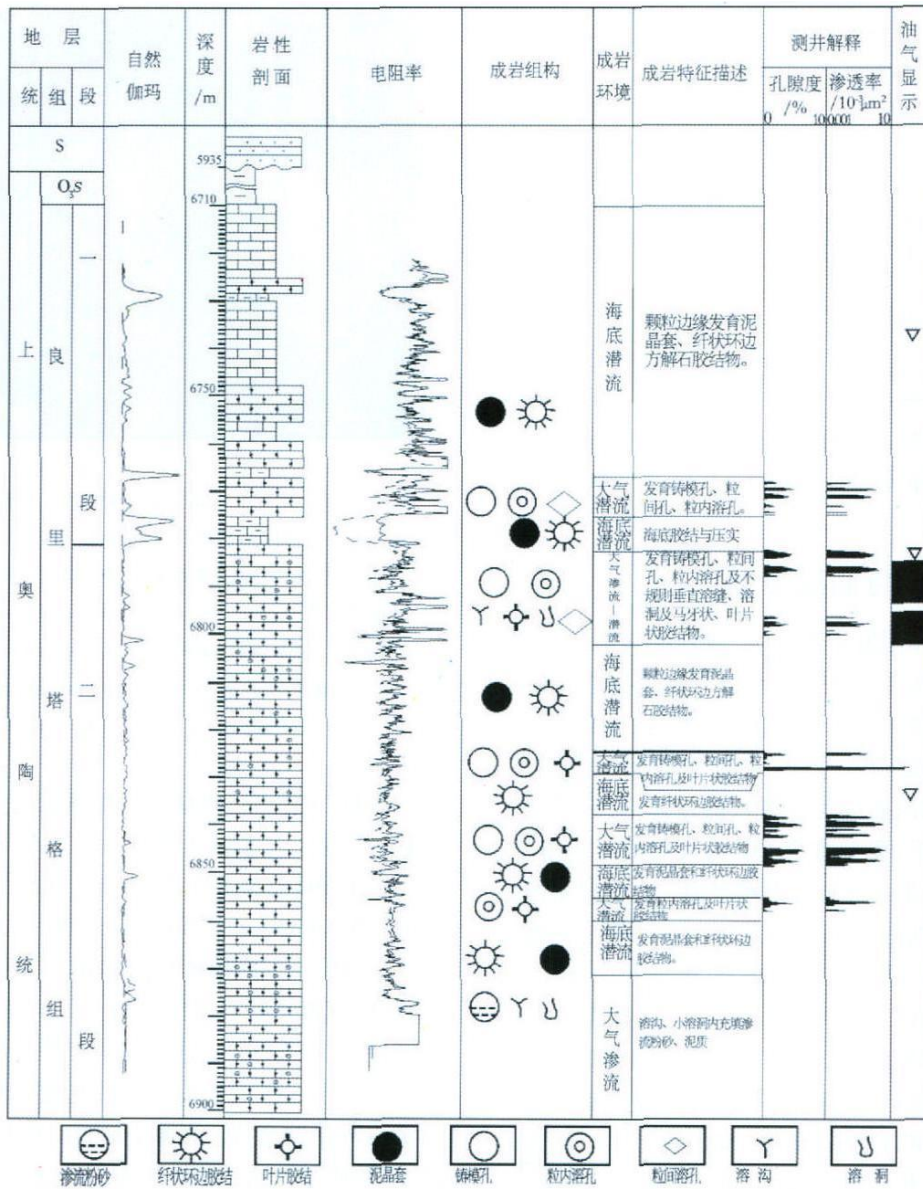 地 层
统 组 段
自然
伽玛
深
度
/m
岩 性
剖 面
电阻率
成岩组构
成岩
环境
成岩特征描述
测井解释
孔隙度
/%
0
10
渗透率
/10⁻³μm²
0.001
10
油
气
显
示
S
O₃s
5935
6710
6750
6800
6850
6900
上
奥
陶
统
良
里
塔
格
组
一
段
二
段
海
底
潜
流
颗粒边缘发育泥
晶套、纤状环边
方解石胶结物。
大气
潜流
发育铸模孔、粒
间孔、粒内溶孔。
海底
潜流
海底胶结与压实
大
气
渗
流
—
潜
流
发育铸模孔、粒间
孔、粒内溶孔及不
规则垂直溶缝、溶
洞及马牙状、叶片
状胶结物。
海
底
潜
流
颗粒边缘发育泥晶
套、纤状环边方解
石胶结物。
大气
潜流
发育铸模孔、粒间孔、粒
内溶孔及叶片状胶结物
海底
潜流
发育纤状环边胶结物。
大气
潜流
发育铸模孔、粒间孔、粒
内溶孔及叶片状胶结物
海底
潜流
发育泥晶套和纤状环边胶
结物
大气
潜流
发育粒内溶孔及叶片状
胶结物
海底
潜流
发育泥晶套和纤状环边
胶结物。
大
气
渗
流
溶沟、小溶洞内充填渗
流粉砂、泥质
渗流粉砂
纤状环边胶结
叶片胶结
泥晶套
铸模孔
粒内溶孔
粒间溶孔
溶 沟
溶 洞